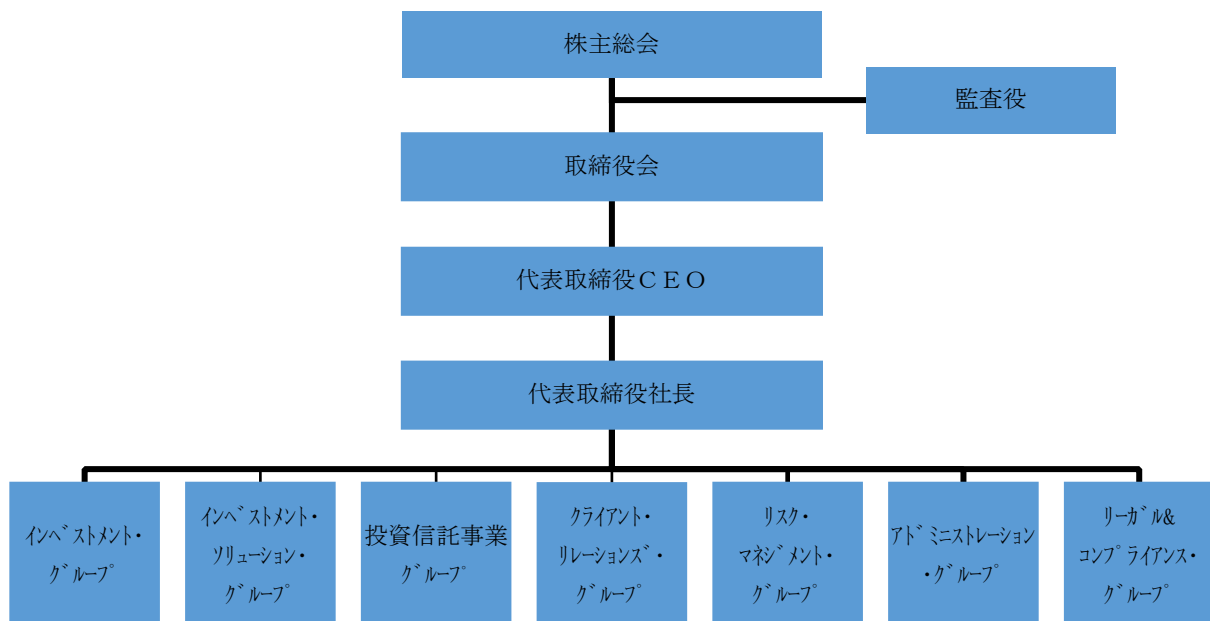 株主総会
監査役
取締役会
代表取締役ＣＥＯ
代表取締役社長
ｲﾝﾍﾞｽﾄﾒﾝﾄ・
ｸﾞﾙｰﾌﾟ
ｲﾝﾍﾞｽﾄﾒﾝﾄ・
ｿﾘｭｰｼｮﾝ・
ｸﾞﾙｰﾌﾟ
投資信託事業
ｸﾞﾙｰﾌﾟ
ｸﾗｲｱﾝﾄ・
ﾘﾚｰｼｮﾝｽﾞ・
ｸﾞﾙｰﾌﾟ
ﾘｽｸ・
ﾏﾈｼﾞﾒﾝﾄ・
ｸﾞﾙｰﾌﾟ
ｱﾄﾞﾐﾆｽﾄﾚｰｼｮﾝ
・ｸﾞﾙｰﾌﾟ
ﾘｰｶﾞﾙ&
ｺﾝﾌﾟﾗｲｱﾝｽ・
ｸﾞﾙｰﾌﾟ